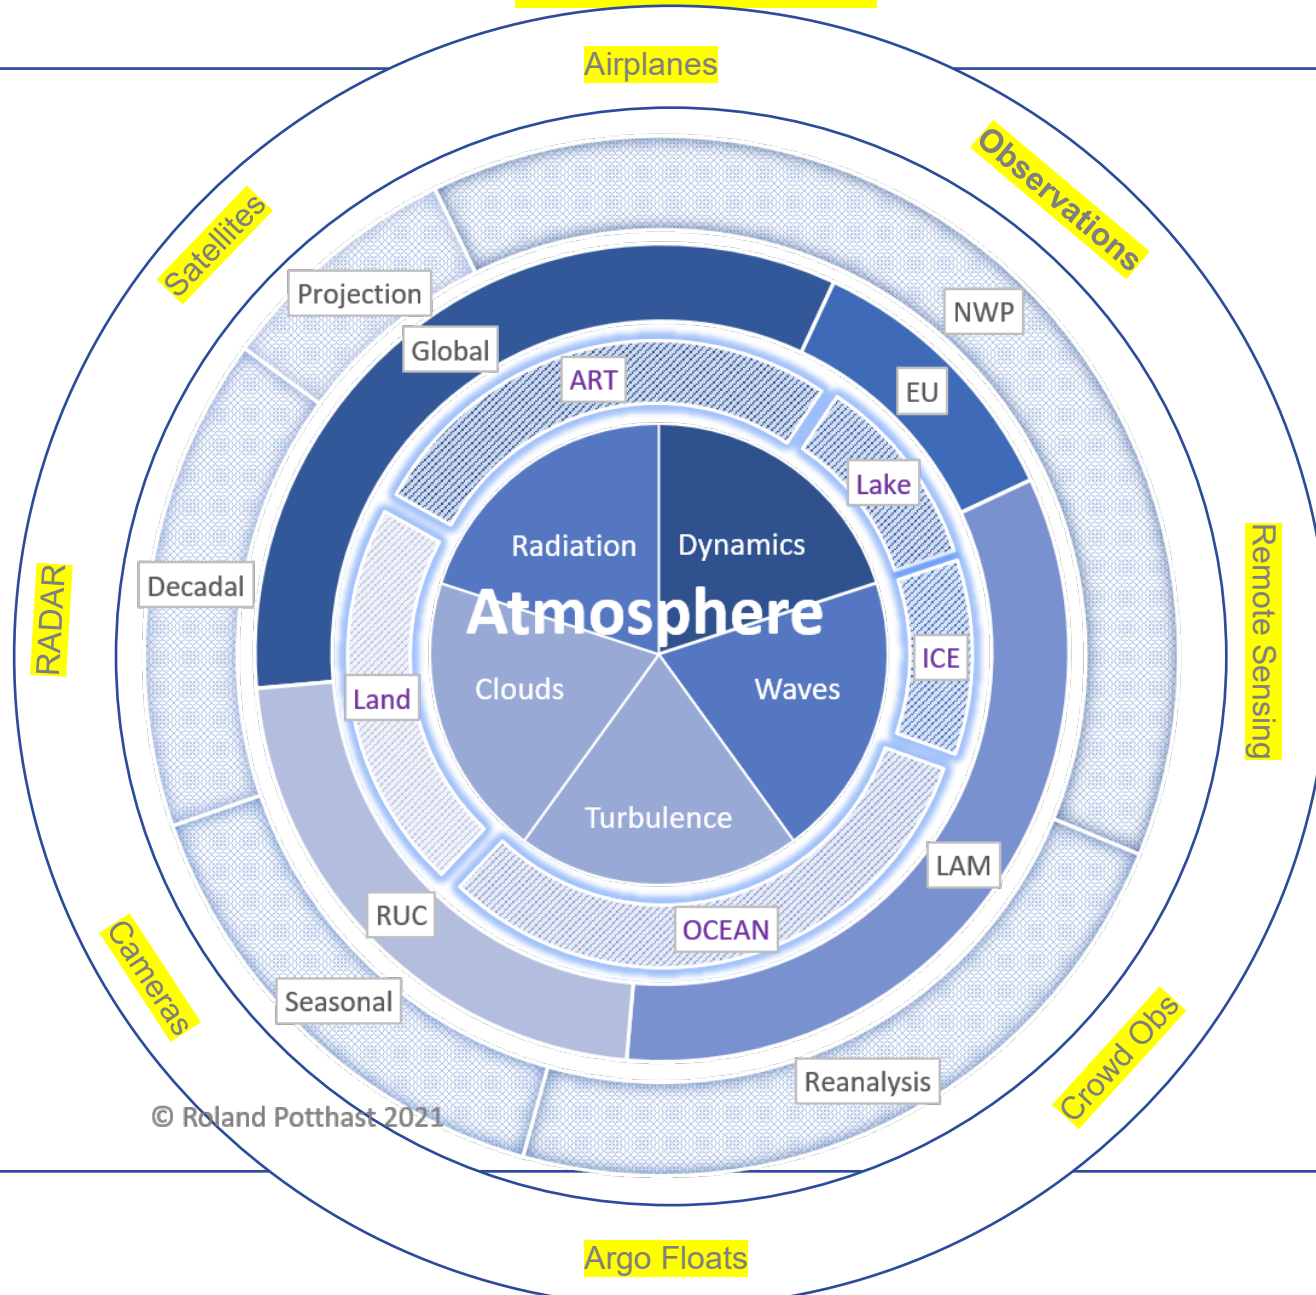 Airplanes
Observations
Satellites
Projection
NWP
Global
ART
EU
Lake
Radiation
Dynamics
Remote Sensing
RADAR
Decadal
Atmosphere
ICE
Clouds
Waves
Land
Turbulence
LAM
RUC
OCEAN
Cameras
Seasonal
Crowd Obs
Reanalysis
© Roland Potthast 2021
Argo Floats